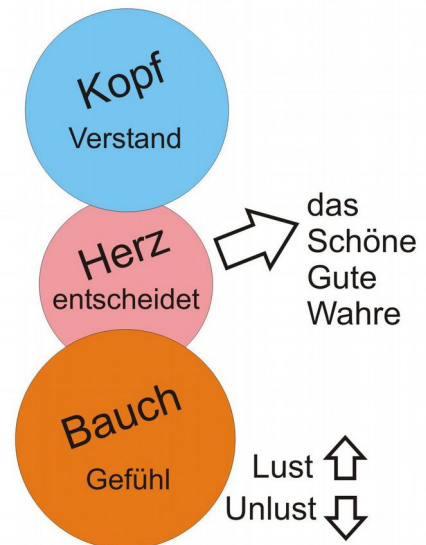 Kopf
Verstand
Herz
entscheidet
das
Schöne
Gute
Wahre
Bauch
Gefühl
Lust
Unlust